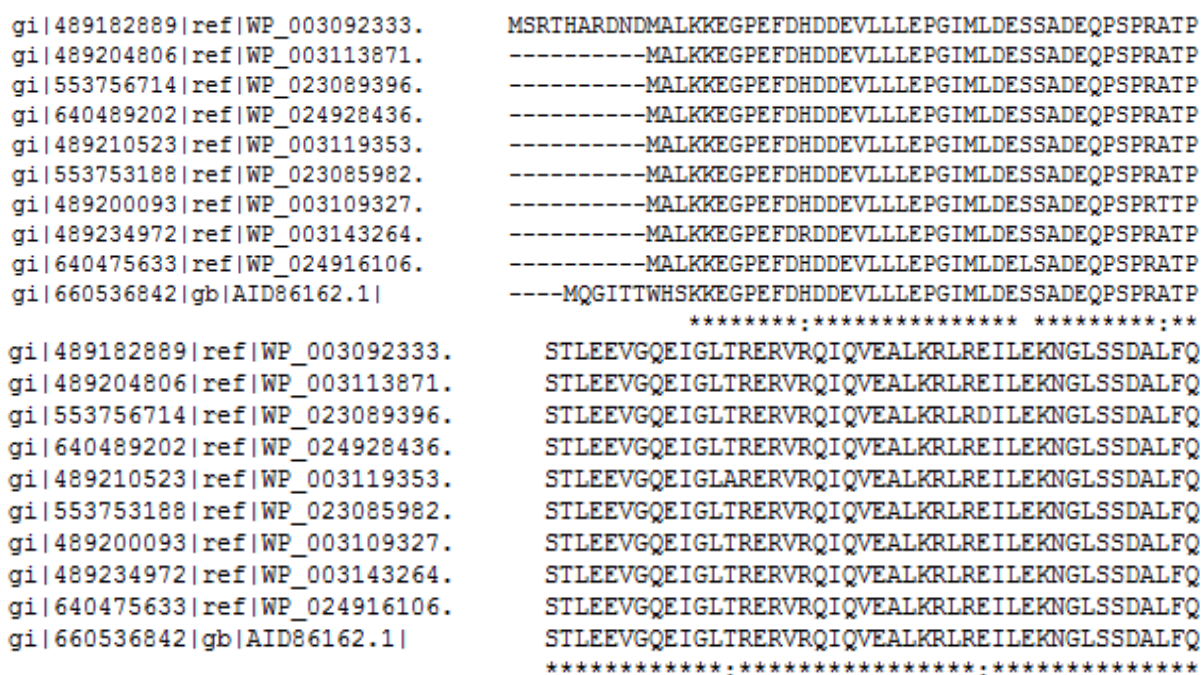 gi|489182889|ref|WP_003092333. MSRTHARDNDMALKKEGPEFDHDDEVLLLEPGIMLDESSADEQPSPRATP
gi|489204806|ref|WP_003113871. ----------MALKKEGPEFDHDDEVLLLEPGIMLDESSADEQPSPRATP
gi|553756714|ref|WP_023089396. ----------MALKKEGPEFDHDDEVLLLEPGIMLDESSADEQPSPRATP
gi|640489202|ref|WP_024928436. ----------MALKKEGPEFDHDDEVLLLEPGIMLDESSADEQPSPRATP
gi|489210523|ref|WP_003119353. ----------MALKKEGPEFDHDDEVLLLEPGIMLDESSADEQPSPRATP
gi|553753188|ref|WP_023085982. ----------MALKKEGPEFDHDDEVLLLEPGIMLDESSADEQPSPRATP
gi|489200093|ref|WP_003109327. ----------MALKKEGPEFDHDDEVLLLEPGIMLDESSADEQPSPRTTP
gi|489234972|ref|WP_003143264. ----------MALKKEGPEFDRDDEVLLLEPGIMLDESSADEQPSPRATP
gi|640475633|ref|WP_024916106. ----------MALKKEGPEFDHDDEVLLLEPGIMLDELSADEQPSPRATP
gi|660536842|gb|AID86162.1| ----MQGITTWHSKKEGPEFDHDDEVLLLEPGIMLDESSADEQPSPRATP
********:*************** *********:**
gi|489182889|ref|WP_003092333. STLEEVGQEIGLTRERVRQIQVEALKRLREILEKNGLSSDALFQ
gi|489204806|ref|WP_003113871. STLEEVGQEIGLTRERVRQIQVEALKRLREILEKNGLSSDALFQ
gi|553756714|ref|WP_023089396. STLEEVGQEIGLTRERVRQIQVEALKRLRDILEKNGLSSDALFQ
gi|640489202|ref|WP_024928436. STLEEVGQEIGLTRERVRQIQVEALKRLREILEKNGLSSDALFQ
gi|489210523|ref|WP_003119353. STLEEVGQEIGLARERVRQIQVEALKRLREILEKNGLSSDALFQ
gi|553753188|ref|WP_023085982. STLEEVGQEIGLTRERVRQIQVEALKRLREILEKNGLSSDALFQ
gi|489200093|ref|WP_003109327. STLEEVGQEIGLTRERVRQIQVEALKRLREILEKNGLSSDALFQ
gi|489234972|ref|WP_003143264. STLEEVGQEIGLTRERVRQIQVEALKRLREILEKNGLSSDALFQ
gi|640475633|ref|WP_024916106. STLEEVGQEIGLTRERVRQIQVEALKRLREILEKNGLSSDALFQ
gi|660536842|gb|AID86162.1| STLEEVGQEIGLTRERVRQIQVEALKRLREILEKNGLSSDALFQ
************:****************:**************